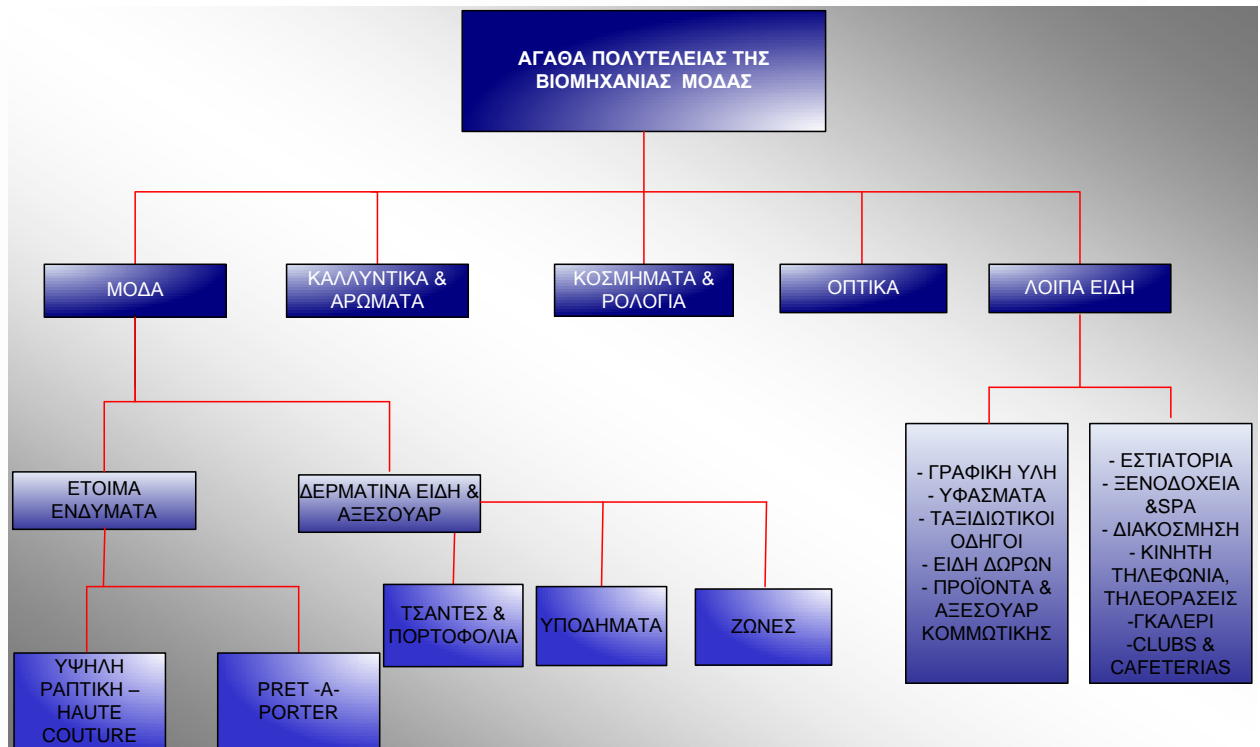 ΑΓΑΘΑ ΠΟΛΥΤΕΛΕΙΑΣ ΤΗΣ
ΒΙΟΜΗΧΑΝΙΑΣ ΜΟΔΑΣ
ΜΟΔΑ
ΚΑΛΛΥΝΤΙΚΑ &
ΑΡΩΜΑΤΑ
ΚΟΣΜΗΜΑΤΑ &
ΡΟΛΟΓΙΑ
ΟΠΤΙΚΑ
ΛΟΙΠΑ ΕΙΔΗ
ΕΤΟΙΜΑ
ΕΝΔΥΜΑΤΑ
ΔΕΡΜΑΤΙΝΑ ΕΙΔΗ &
ΑΞΕΣΟΥΑΡ
- ΓΡΑΦΙΚΗ ΥΛΗ
- ΥΦΑΣΜΑΤΑ
- ΤΑΞΙΔΙΩΤΙΚΟΙ
ΟΔΗΓΟΙ
- ΕΙΔΗ ΔΩΡΩΝ
- ΠΡΟΪΟΝΤΑ &
ΑΞΕΣΟΥΑΡ
ΚΟΜΜΩΤΙΚΗΣ
- ΕΣΤΙΑΤΟΡΙΑ
- ΞΕΝΟΔΟΧΕΙΑ
&SPA
- ΔΙΑΚΟΣΜΗΣΗ
- ΚΙΝΗΤΗ
ΤΗΛΕΦΩΝΙΑ,
ΤΗΛΕΟΡΑΣΕΙΣ
-ΓΚΑΛΕΡΙ
-CLUBS &
CAFETERIAS
ΤΣΑΝΤΕΣ &
ΠΟΡΤΟΦΟΛΙΑ
ΥΠΟΔΗΜΑΤΑ
ΖΩΝΕΣ
ΥΨΗΛΗ
ΡΑΠΤΙΚΗ –
HAUTE
COUTURE
PRET -A-
PORTER